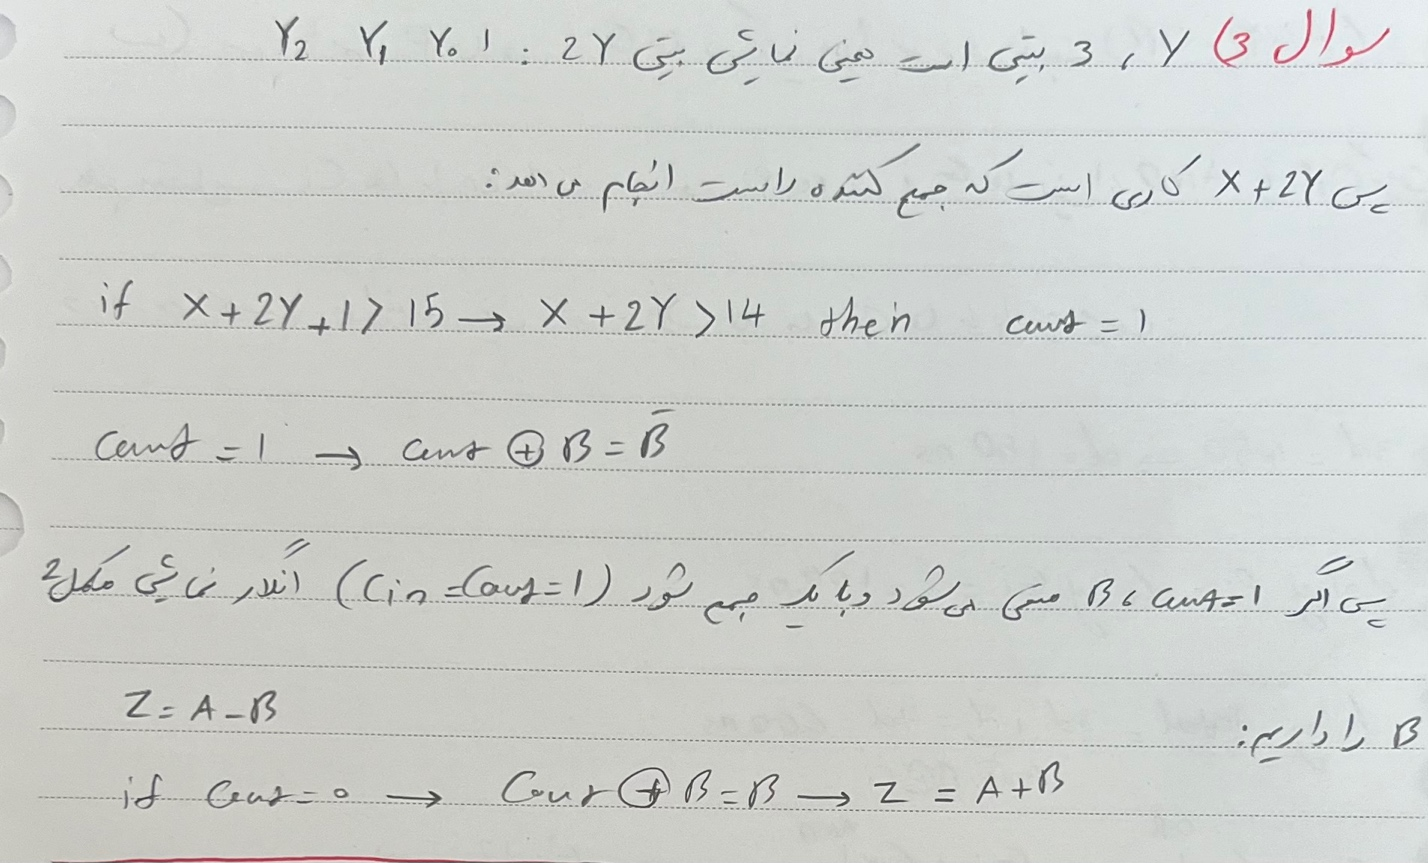 سوال 3) Y ، 3 بیتی است یعنی نمایش بیتی 2Y : Y₂ Y₁ Y₀ 1
پس X + 2Y کاری است که جمع کننده راست انجام می دهد:
if X + 2Y + 1 > 15 → X + 2Y > 14 then cout = 1
Cout = 1 → cout ⊕ B = B̄
پس اگر cout = 1 ، B منفی می شود و با یک جمع شود (Cin = Cout = 1) انگار نمایش مکمل 2
B را داریم: Z = A - B
if Cout = 0 → Cout ⊕ B = B → Z = A + B